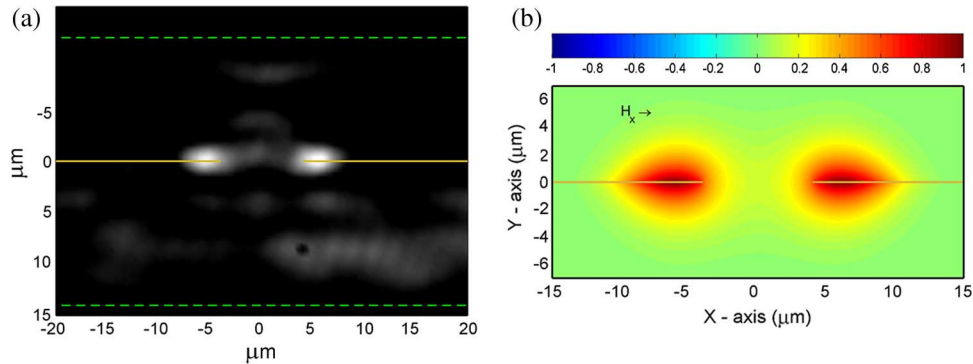 (a)
-5
0
5
10
15
μm
-20 -15 -10 -5 0 5 10 15 20
μm
(b)
-1 -0.8 -0.6 -0.4 -0.2 0 0.2 0.4 0.6 0.8 1
Hx →
6
4
2
0
-2
-4
-6
Y - axis (μm)
-15 -10 -5 0 5 10 15
X - axis (μm)